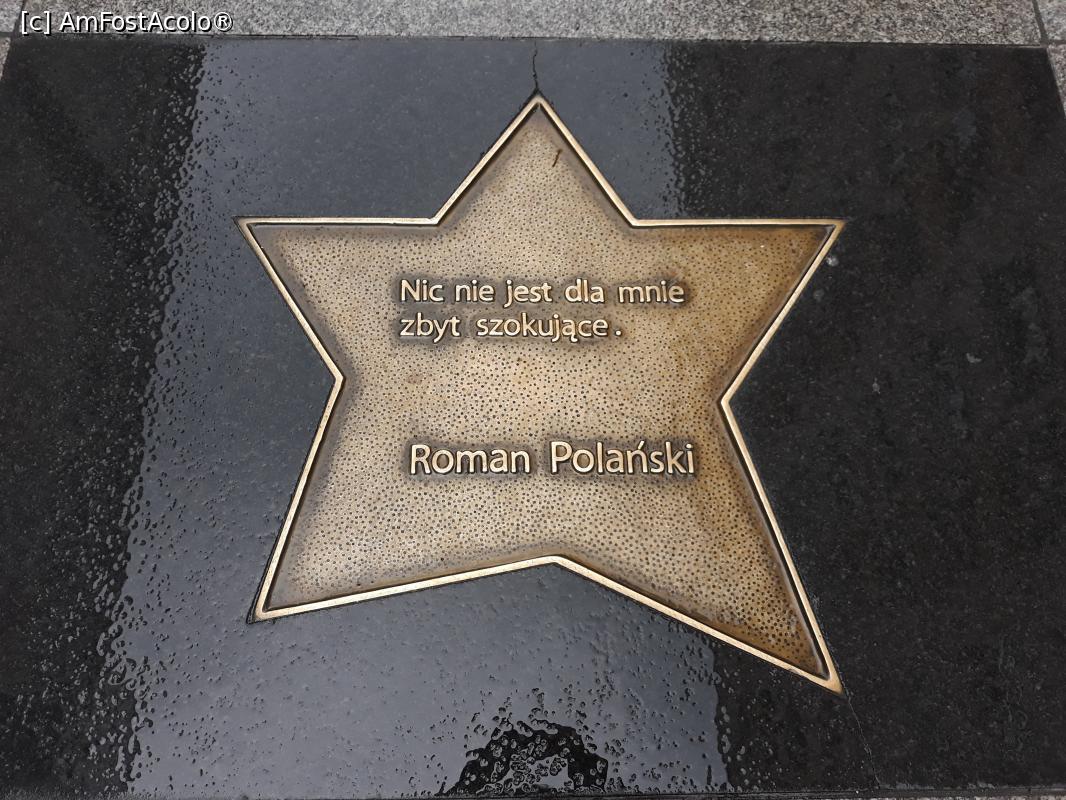 [c] AmFostAcolo®
Nic nie jest dla mnie
zbyt szokujące.
Roman Polański